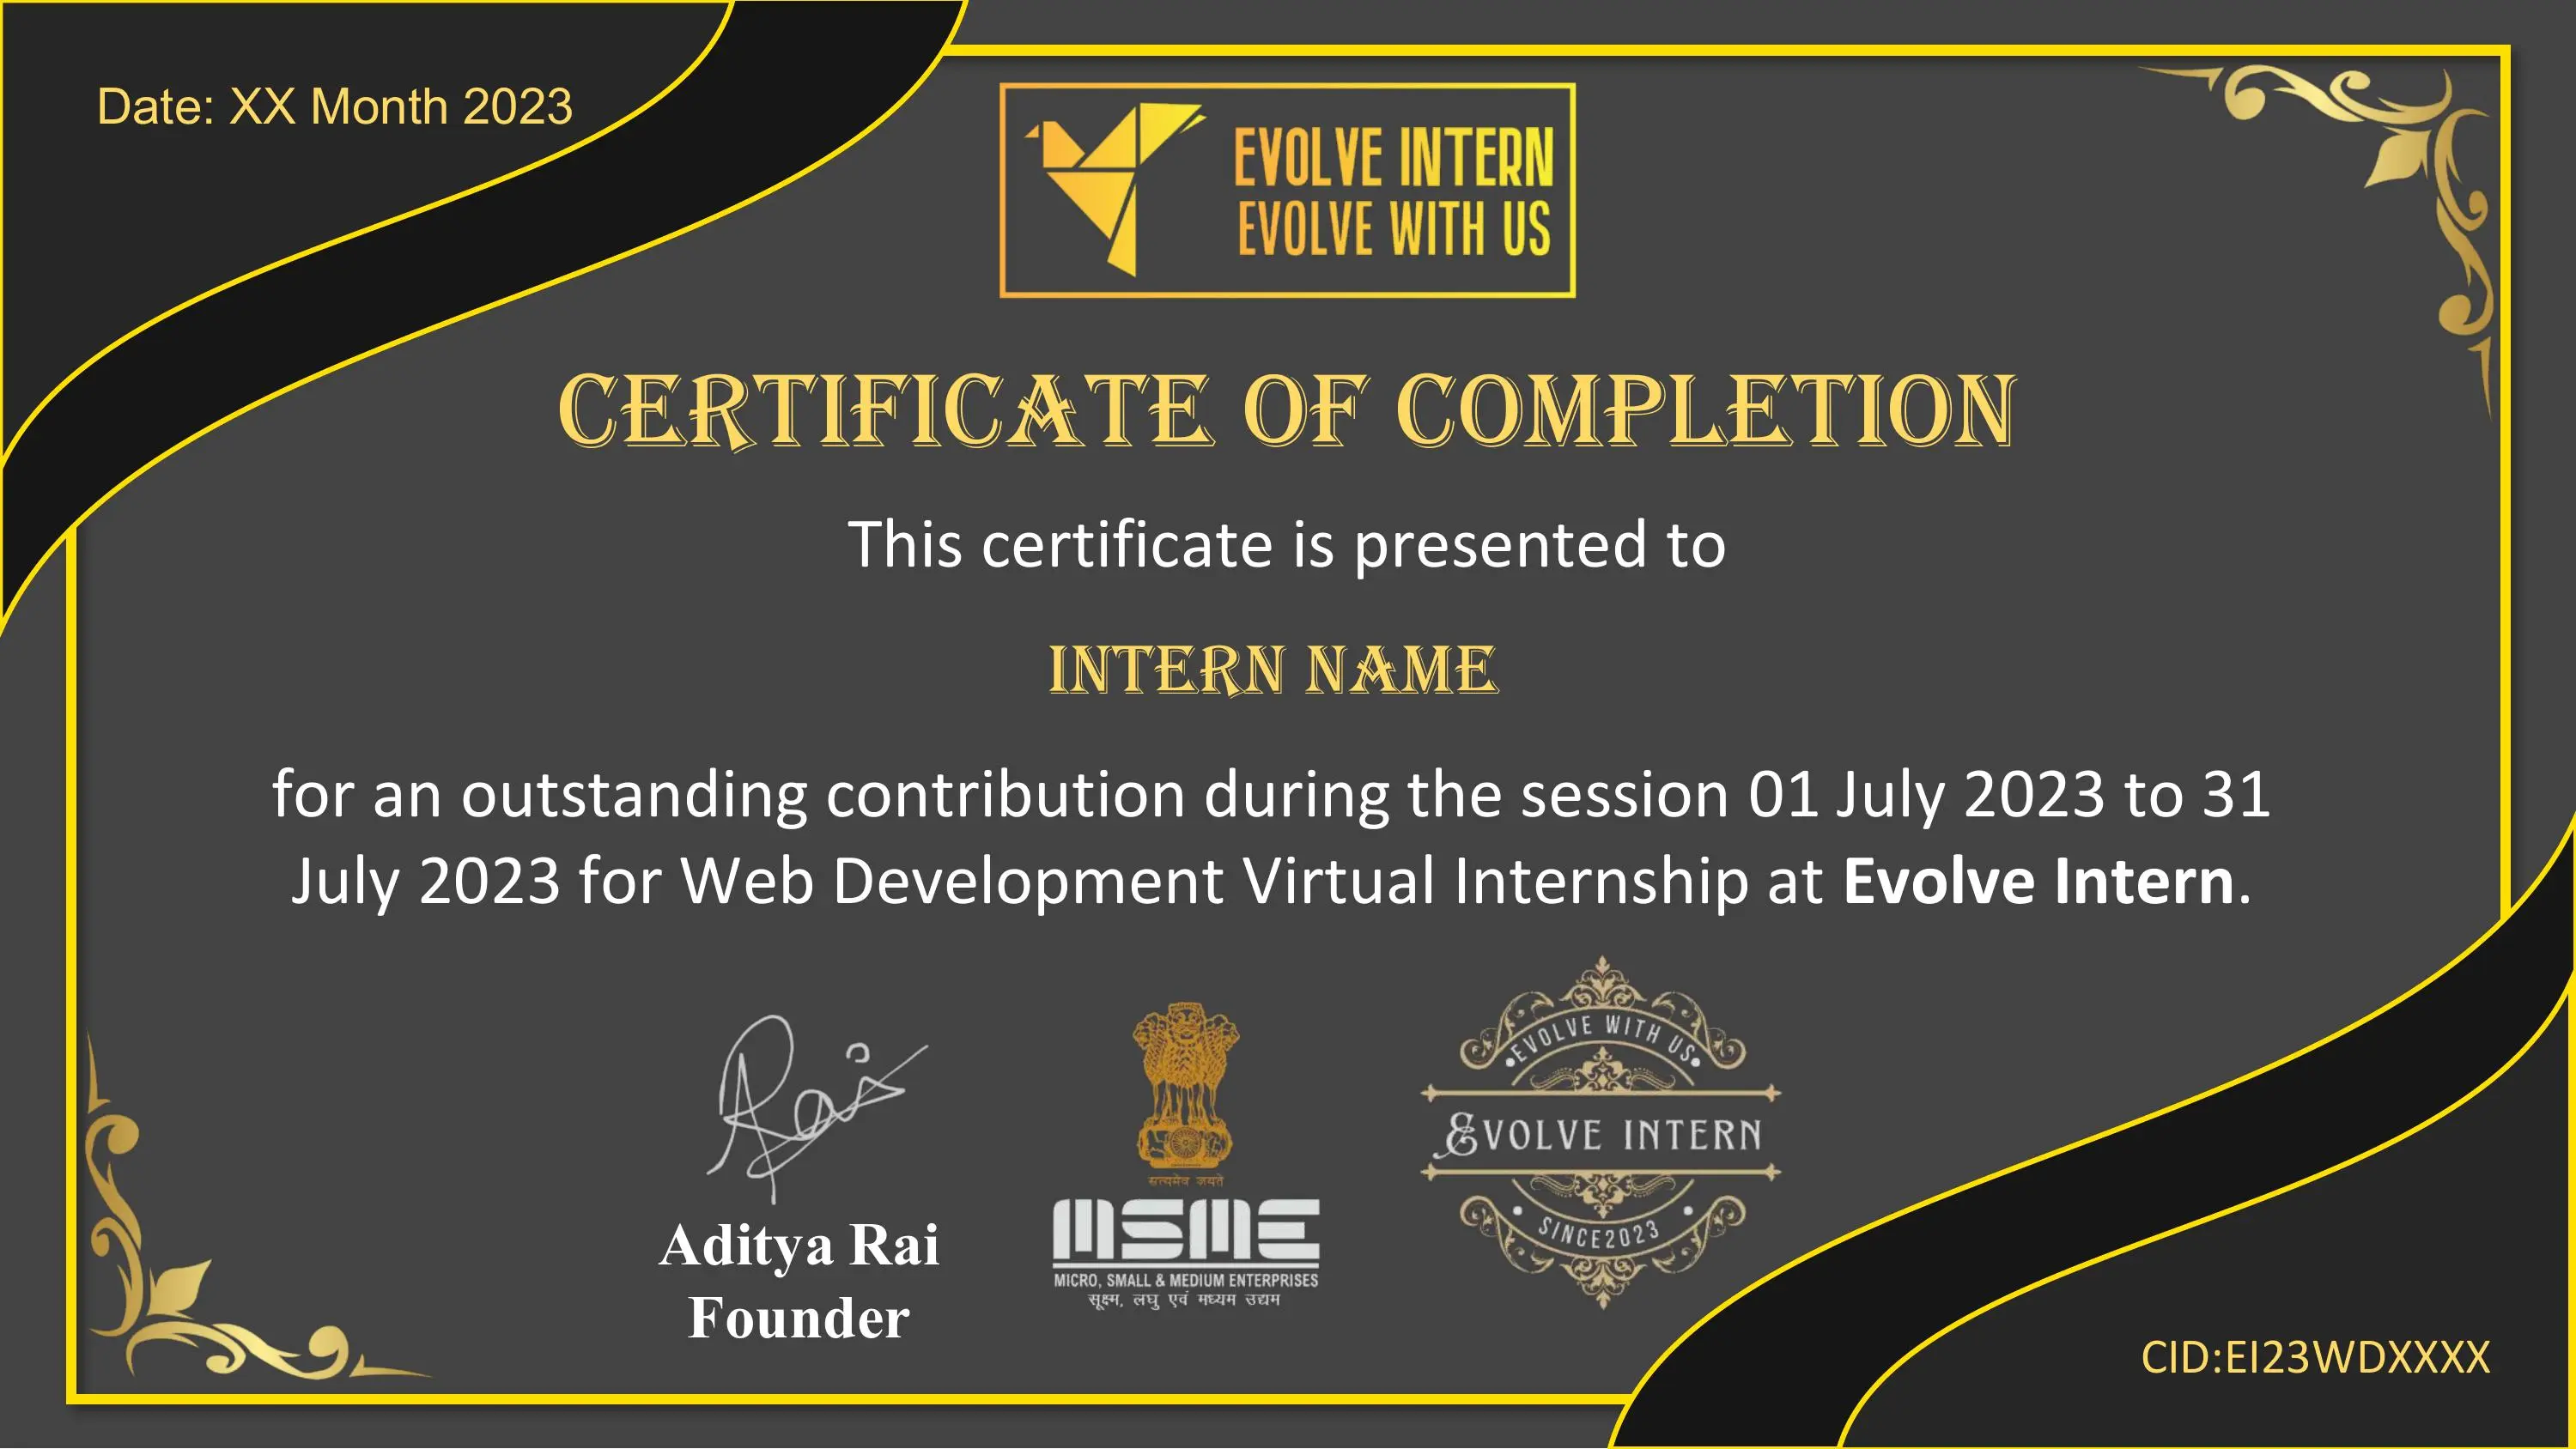 Date: XX Month 2023
EVOLVE INTERN
EVOLVE WITH US
CERTIFICATE OF COMPLETION
This certificate is presented to
INTERN NAME
for an outstanding contribution during the session 01 July 2023 to 31
July 2023 for Web Development Virtual Internship at Evolve Intern.
Rai
Aditya Rai
Founder
सत्यमेव जयते
MSME
MICRO, SMALL & MEDIUM ENTERPRISES
सूक्ष्म, लघु एवं मध्यम उद्यम
EVOLVE WITH US
EVOLVE INTERN
SINCE2023
CID:EI23WDXXXX